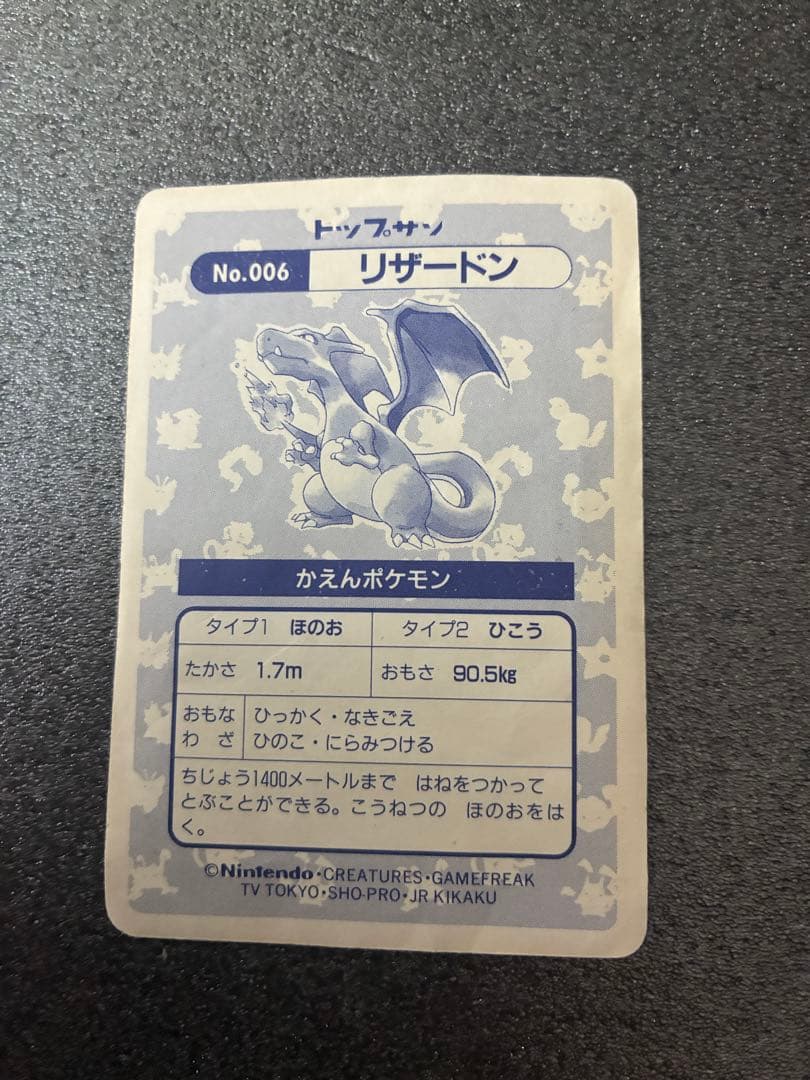 トップサン
No.006 リザードン
かえんポケモン
タイプ1 ほのお タイプ2 ひこう
たかさ 1.7m おもさ 90.5kg
おもな ひっかく・なきごえ
わざ ひのこ・にらみつける
ちじょう1400メートルまで はねをつかって
とぶことができる。こうねつの ほのおをは
く。
©Nintendo・CREATURES・GAMEFREAK
TV TOKYO・SHO-PRO・JR KIKAKU